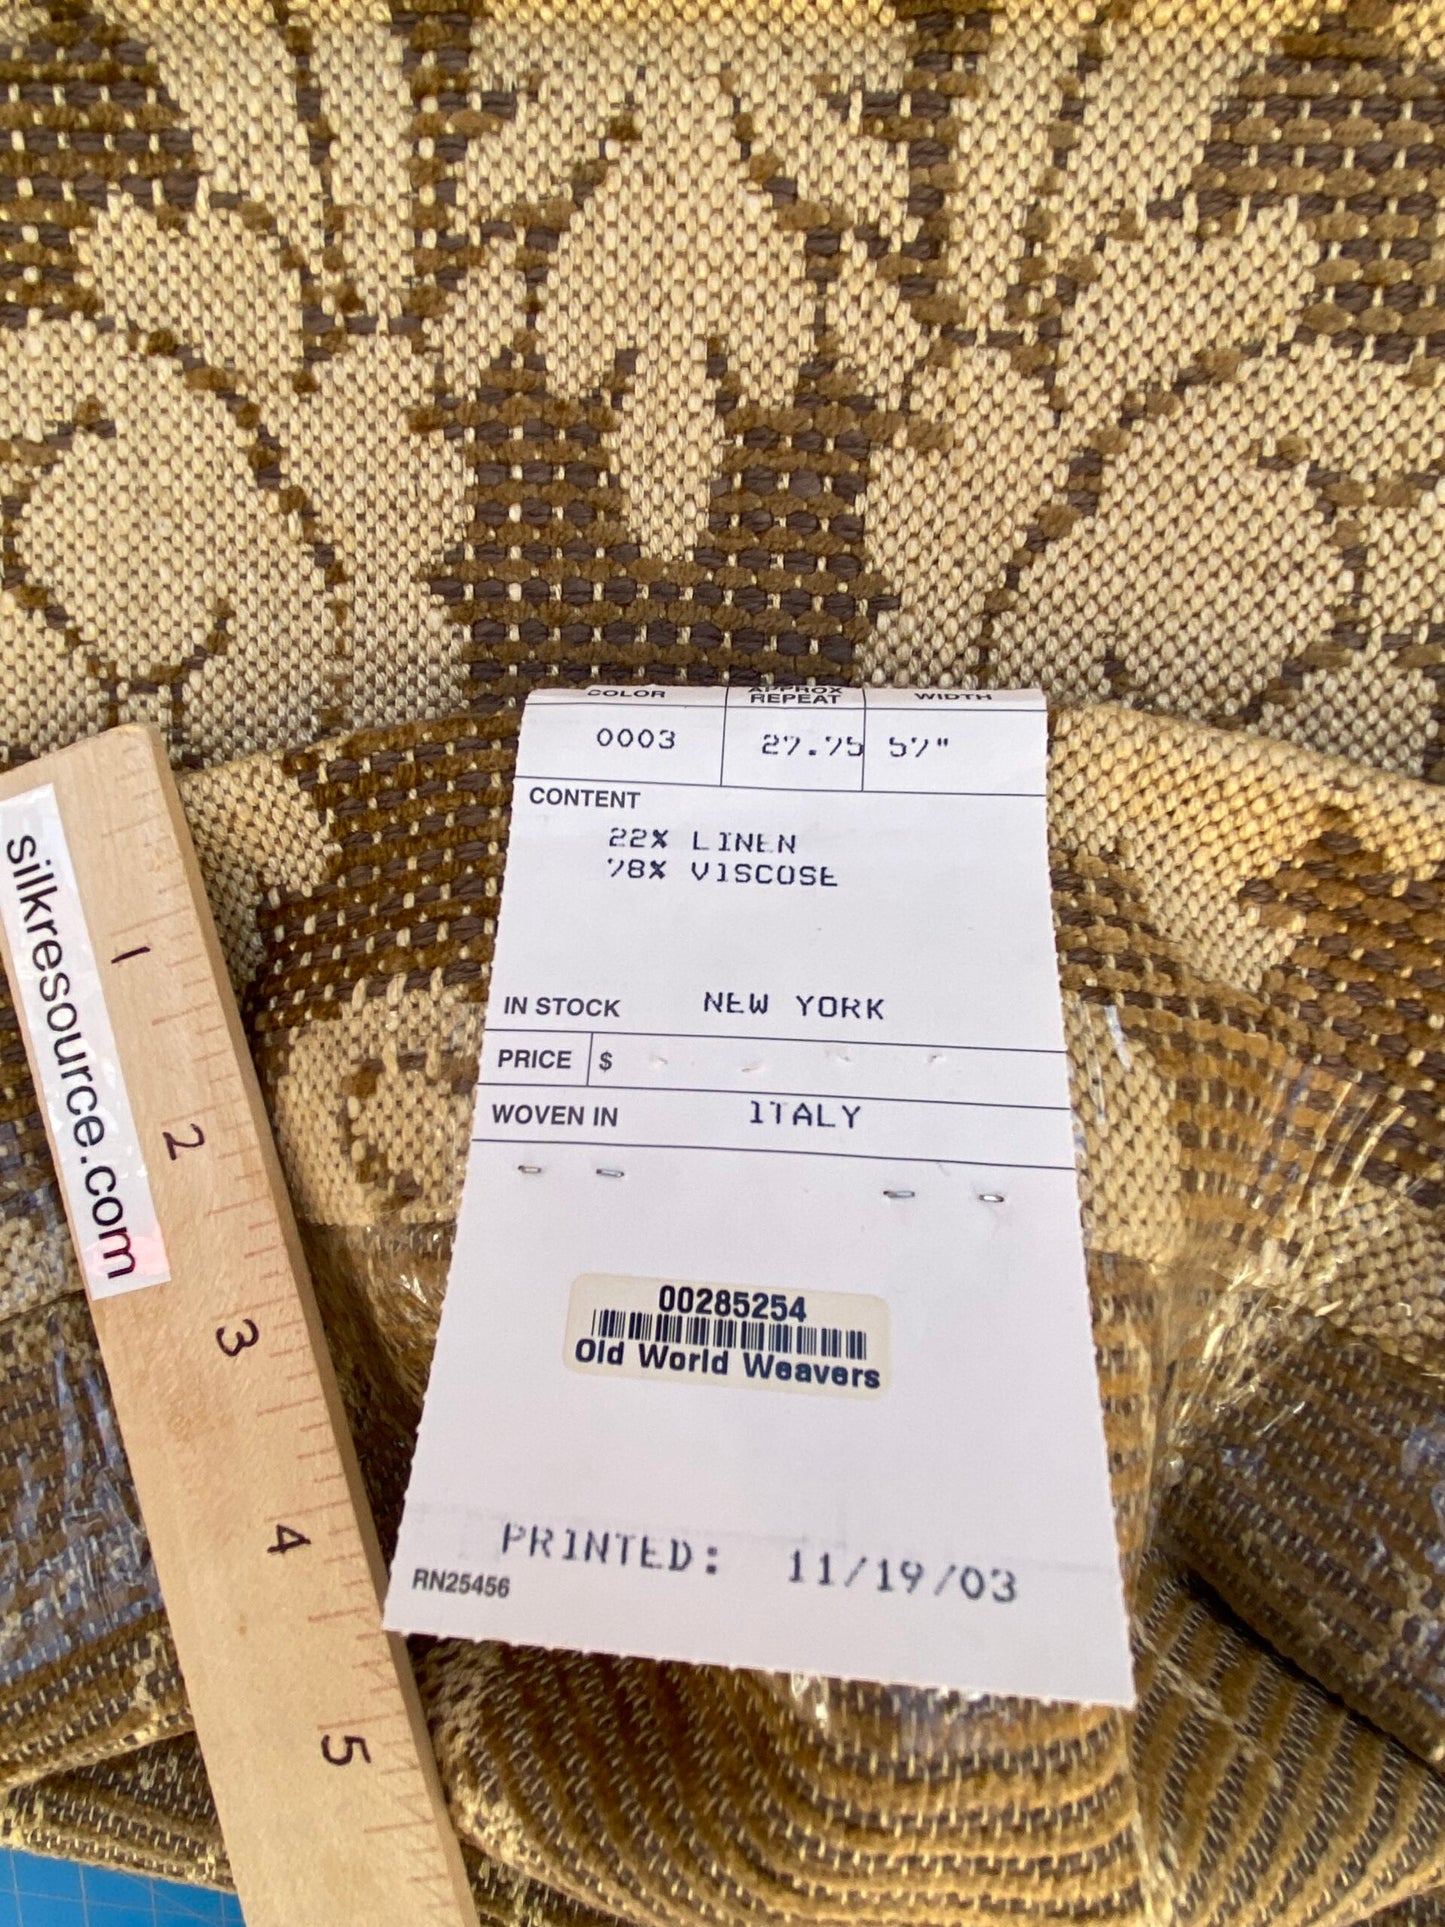 COLOR APPROX REPEAT WIDTH
0003 27.75 57"
CONTENT
22% LINEN
78% VISCOSE
IN STOCK NEW YORK
PRICE $
WOVEN IN ITALY
00285254
Old World Weavers
PRINTED: 11/19/03
RN25456
silkresource.com
1
2
3
4
5